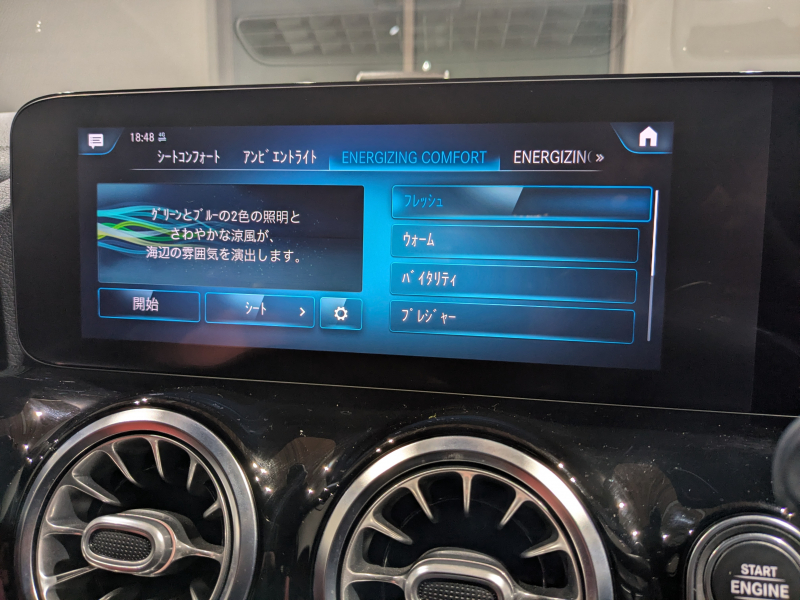 18:48 4G
シートコンフォート アンビエントライト ENERGIZING COMFORT ENERGIZIN
グリーンとブルーの2色の照明と
さわやかな涼風が、
海辺の雰囲気を演出します。
開始 シート
フレッシュ
ウォーム
バイタリティ
プレジャー
START
ENGINE